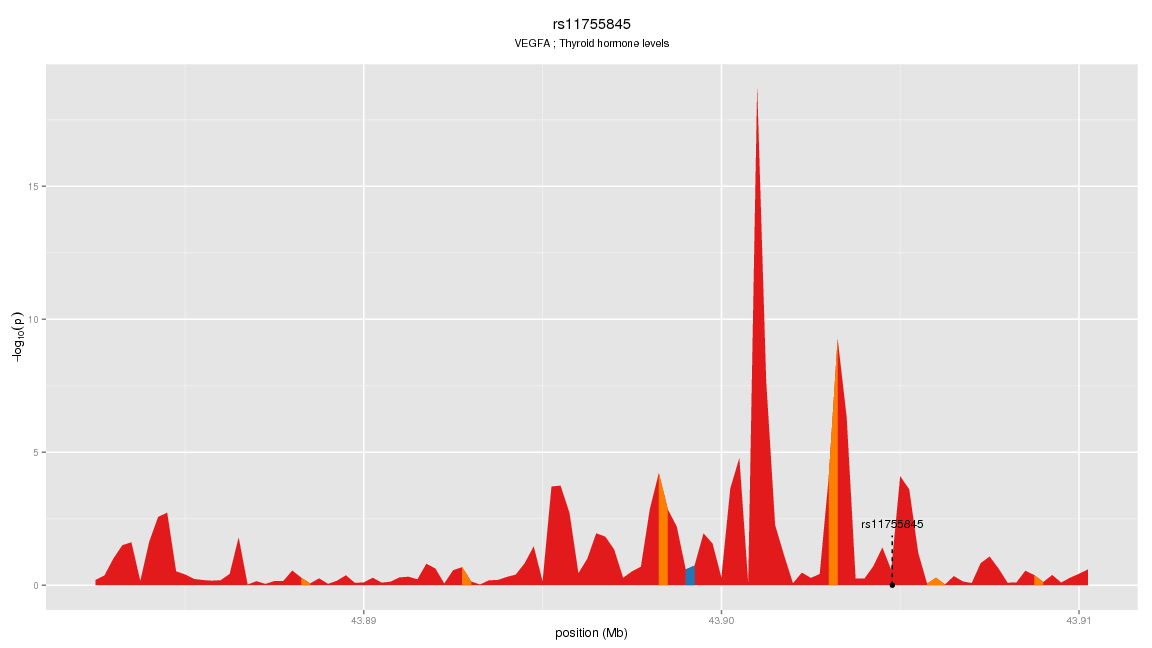 rs11755845
VEGFA ; Thyroid hormone levels
−log10(p)
15
10
5
0
rs11755845
43.89
43.90
43.91
position (Mb)